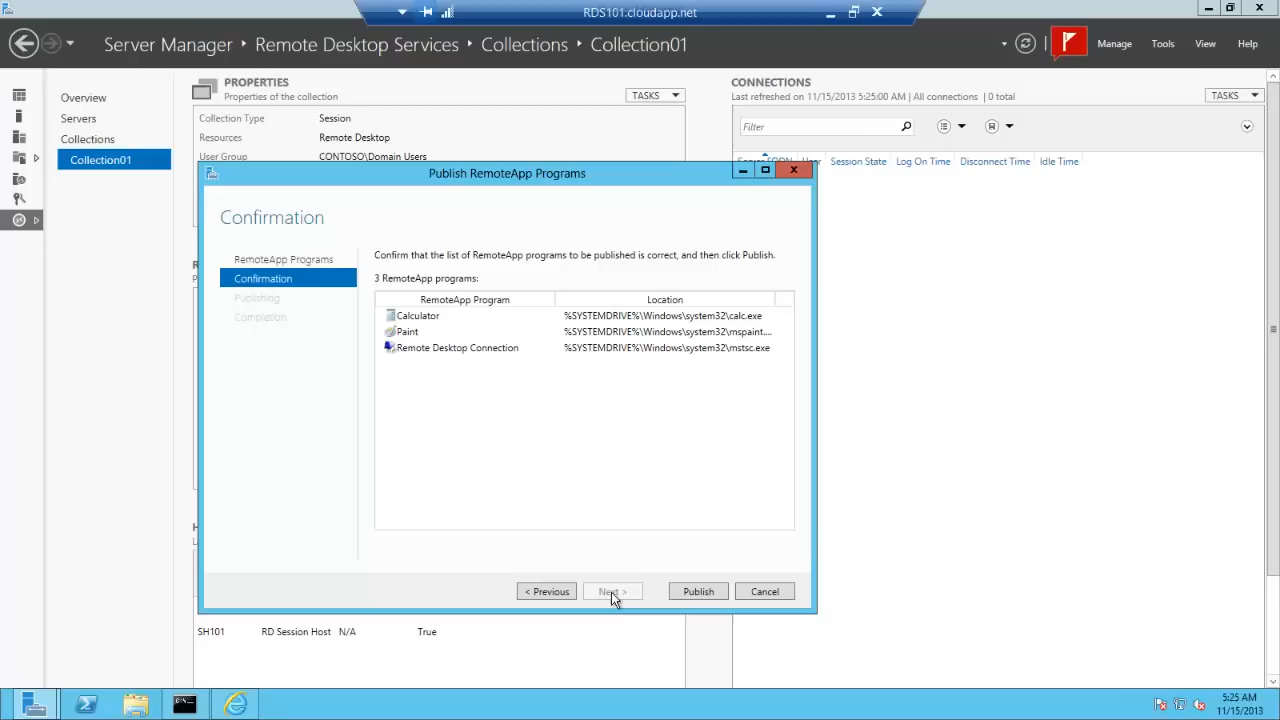 RDS101.cloudapp.net
Server Manager ‣ Remote Desktop Services ‣ Collections ‣ Collection01
Manage Tools View Help
Overview
Servers
Collections
Collection01
PROPERTIES
Properties of the collection
TASKS
Collection Type Session
Resources Remote Desktop
User Group CONTOSO\Domain Users
CONNECTIONS
Last refreshed on 11/15/2013 5:25:00 AM | All connections | 0 total
TASKS
Filter
Server FQDN User Session State Log On Time Disconnect Time Idle Time
Publish RemoteApp Programs
Confirmation
RemoteApp Programs
Confirmation
Publishing
Completion
Confirm that the list of RemoteApp programs to be published is correct, and then click Publish.
3 RemoteApp programs:
RemoteApp Program Location
Calculator %SYSTEMDRIVE%\Windows\system32\calc.exe
Paint %SYSTEMDRIVE%\Windows\system32\mspaint....
Remote Desktop Connection %SYSTEMDRIVE%\Windows\system32\mstsc.exe
< Previous Next > Publish Cancel
SH101 RD Session Host N/A True
5:25 AM
11/15/2013